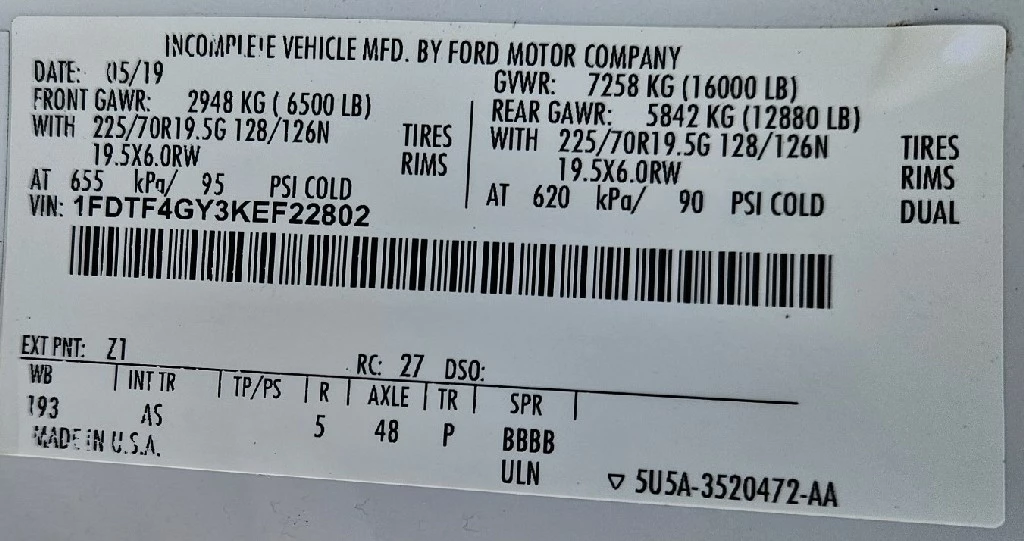 INCOMPLETE VEHICLE MFD. BY FORD MOTOR COMPANY
DATE: 05/19
GVWR: 7258 KG (16000 LB)
FRONT GAWR: 2948 KG ( 6500 LB)
REAR GAWR: 5842 KG (12880 LB)
WITH 225/70R19.5G 128/126N TIRES
WITH 225/70R19.5G 128/126N TIRES
19.5X6.0RW RIMS
19.5X6.0RW RIMS
AT 655 kPa/ 95 PSI COLD
AT 620 kPa/ 90 PSI COLD DUAL
VIN: 1FDTF4GY3KEF22802
EXT PNT: Z1 RC: 27 DSO:
WB | INT TR | TP/PS | R | AXLE | TR | SPR |
193 AS 5 48 P BBBB
MADE IN U.S.A. ULN
▽ 5U5A-3520472-AA